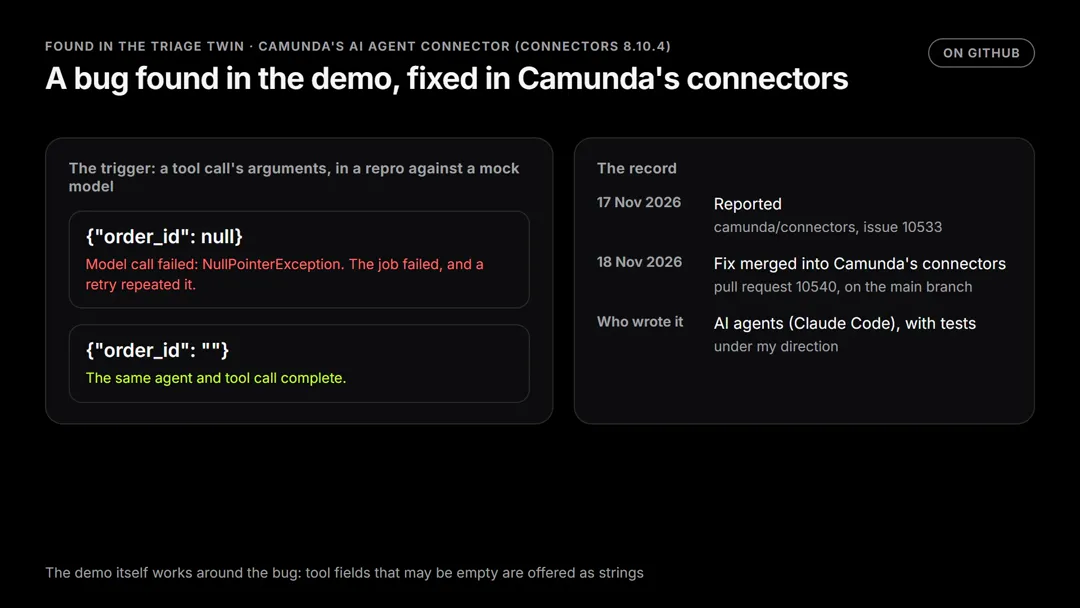 FOUND IN THE TRIAGE TWIN · CAMUNDA'S AI AGENT CONNECTOR (CONNECTORS 8.10.4)
A bug found in the demo, fixed in Camunda's connectors
ON GITHUB
The trigger: a tool call's arguments, in a repro against a mock
model
{"order_id": null}
Model call failed: NullPointerException. The job failed, and a
retry repeated it.
{"order_id": ""}
The same agent and tool call complete.
The record
17 Nov 2026
Reported
camunda/connectors, issue 10533
18 Nov 2026
Fix merged into Camunda's connectors
pull request 10540, on the main branch
Who wrote it
AI agents (Claude Code), with tests
under my direction
The demo itself works around the bug: tool fields that may be empty are offered as strings